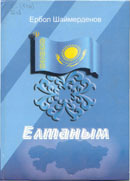 Ербол Шаймерденов
Елтаным